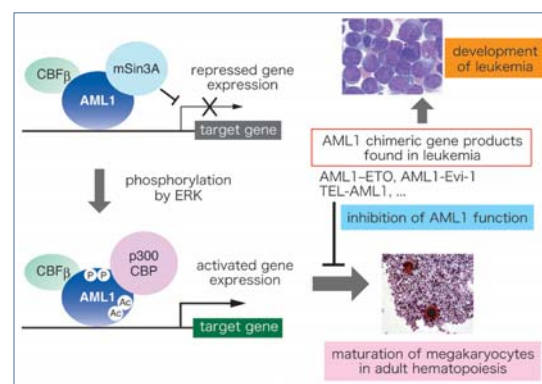 CBFβ
mSin3A
AML1
repressed gene
expression
target gene
phosphorylation
by ERK
CBFβ
p300
CBP
P P
AML1
Ac
Ac
activated gene
expression
target gene
development
of leukemia
AML1 chimeric gene products
found in leukemia
AML1–ETO, AML1-Evi-1
TEL-AML1, ...
inhibition of AML1 function
maturation of megakaryocytes
in adult hematopoiesis